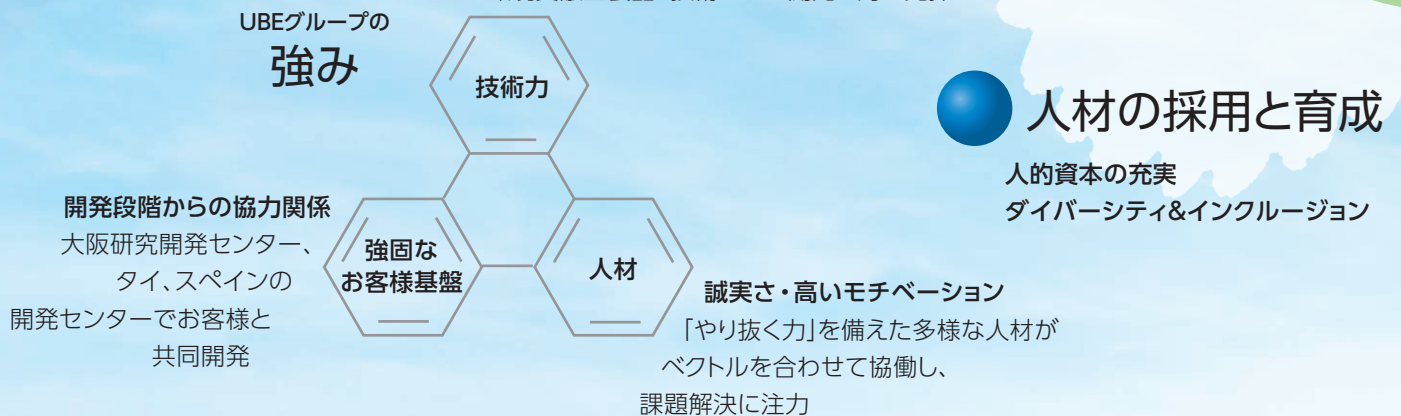 UBEグループの
強み
技術力
開発段階からの協力関係
大阪研究開発センター、
タイ、スペインの
開発センターでお客様と
共同開発
強固な
お客様基盤
人材
誠実さ・高いモチベーション
「やり抜く力」を備えた多様な人材が
ベクトルを合わせて協働し、
課題解決に注力
人材の採用と育成
人的資本の充実
ダイバーシティ&インクルージョン